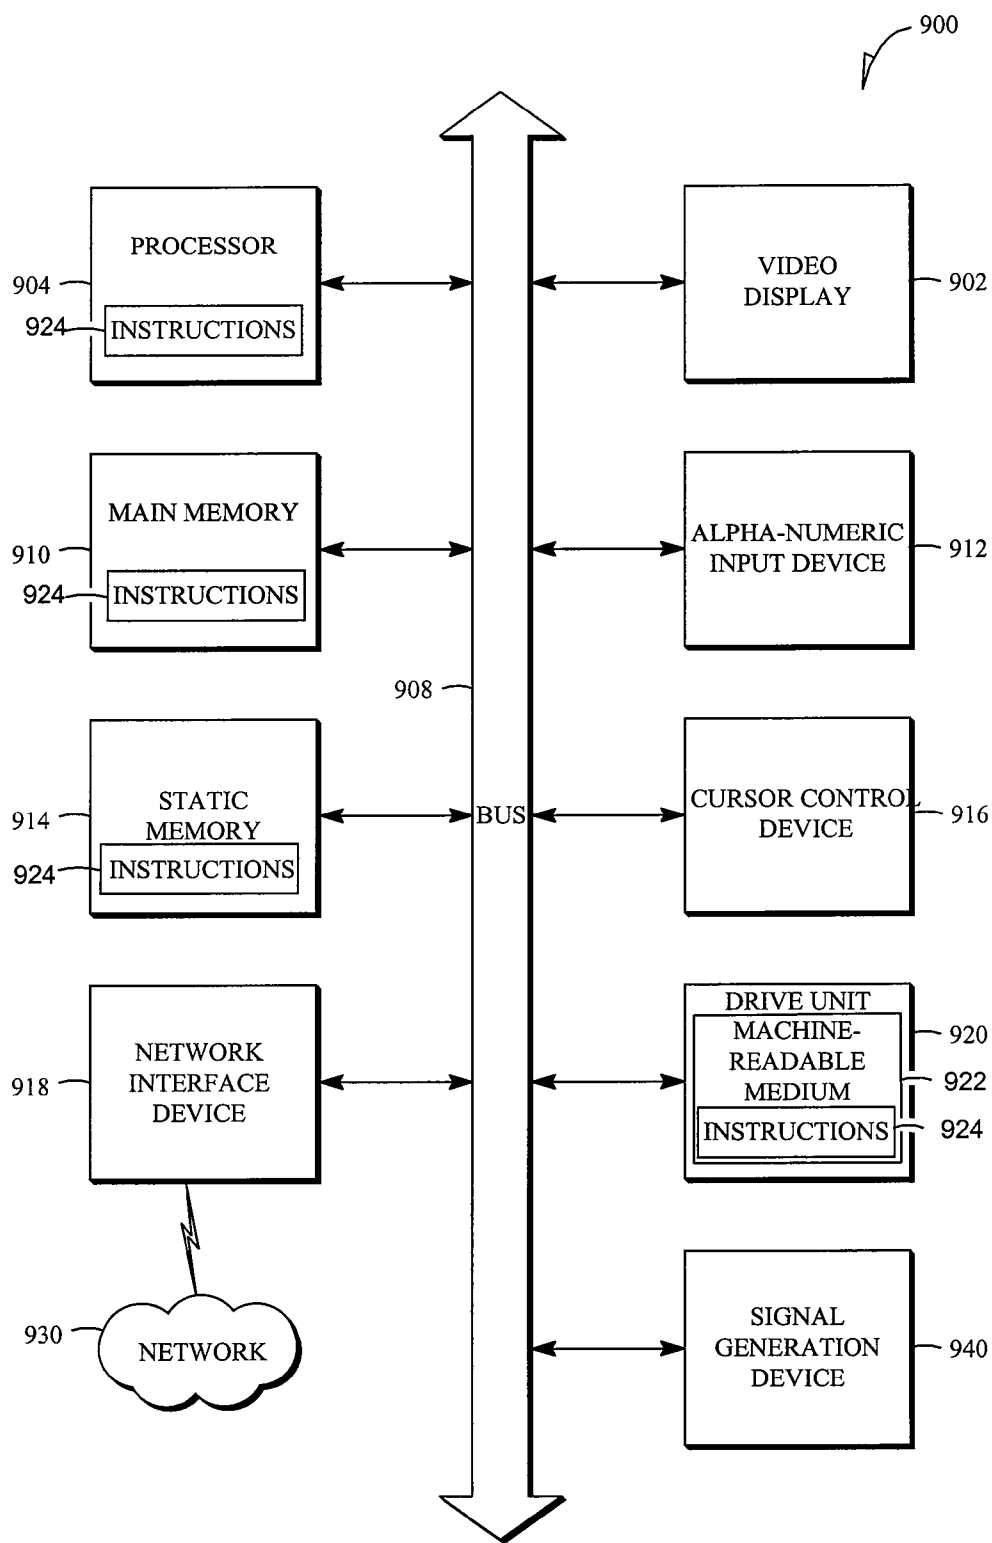 900
PROCESSOR
904
924
INSTRUCTIONS
VIDEO
DISPLAY
902
MAIN MEMORY
910
924
INSTRUCTIONS
ALPHA-NUMERIC
INPUT DEVICE
912
908
STATIC
MEMORY
914
924
INSTRUCTIONS
BUS
CURSOR CONTROL
DEVICE
916
NETWORK
INTERFACE
DEVICE
918
DRIVE UNIT
MACHINE-
READABLE
MEDIUM
INSTRUCTIONS
920
922
924
930
NETWORK
SIGNAL
GENERATION
DEVICE
940